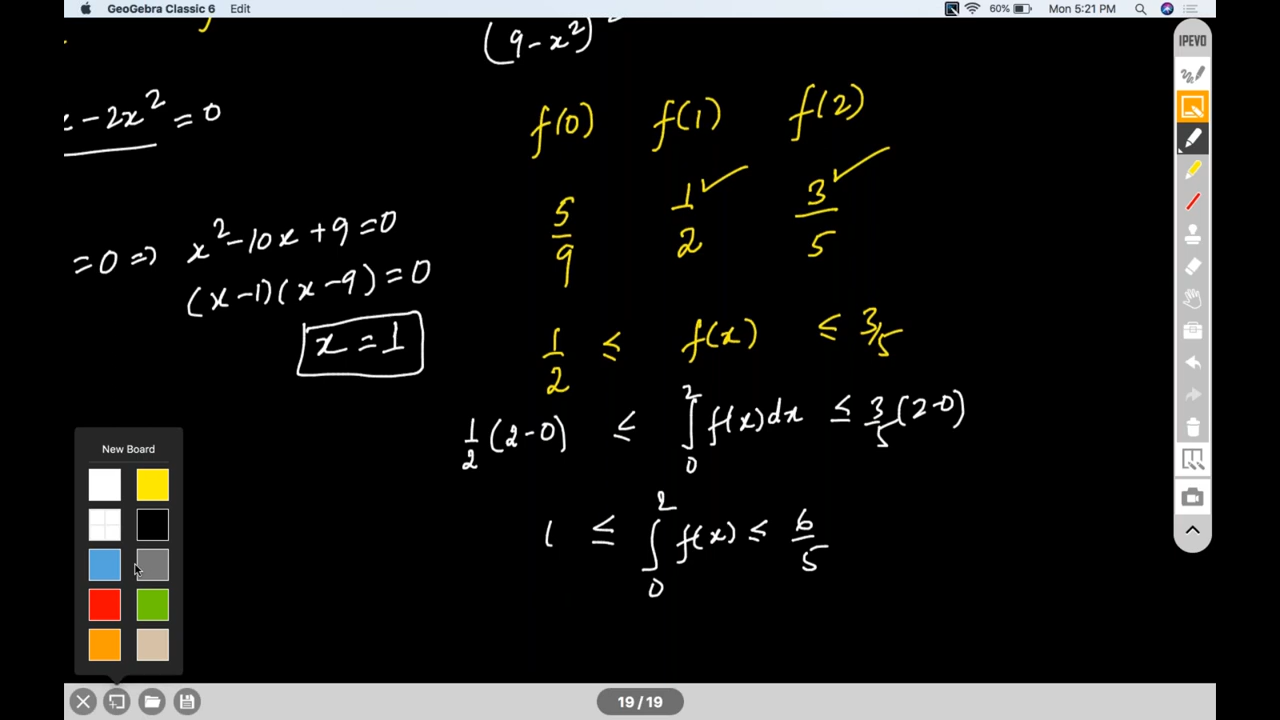 GeoGebra Classic 6 Edit 60% Mon 5:21 PM
IPEVO
(9-x²)
- 2x² = 0
f(0) f(1) f(2)
5/9 1/2 3/5
=0 ⇒ x²-10x+9=0
(x-1)(x-9)=0
x=1
1/2 ≤ f(x) ≤ 3/5
1/2 (2-0) ≤ ∫₀² f(x)dx ≤ 3/5 (2-0)
1 ≤ ∫₀² f(x) ≤ 6/5
New Board
19 / 19